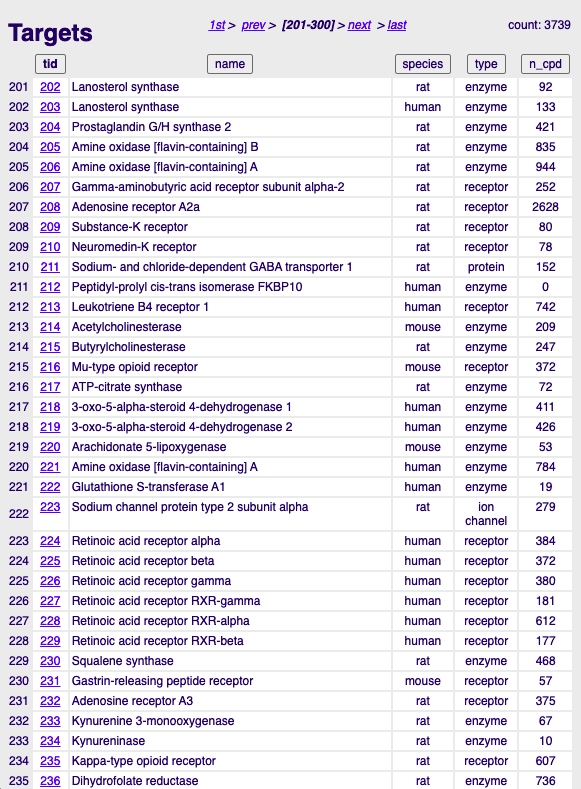 Targets
1st > prev > [201-300] > next > last
count: 3739
tid name species type n_cpd
201 202 Lanosterol synthase rat enzyme 92
202 203 Lanosterol synthase human enzyme 133
203 204 Prostaglandin G/H synthase 2 rat enzyme 421
204 205 Amine oxidase [flavin-containing] B rat enzyme 835
205 206 Amine oxidase [flavin-containing] A rat enzyme 944
206 207 Gamma-aminobutyric acid receptor subunit alpha-2 rat receptor 252
207 208 Adenosine receptor A2a rat receptor 2628
208 209 Substance-K receptor rat receptor 80
209 210 Neuromedin-K receptor rat receptor 78
210 211 Sodium- and chloride-dependent GABA transporter 1 rat protein 152
211 212 Peptidyl-prolyl cis-trans isomerase FKBP10 human enzyme 0
212 213 Leukotriene B4 receptor 1 human receptor 742
213 214 Acetylcholinesterase mouse enzyme 209
214 215 Butyrylcholinesterase rat enzyme 247
215 216 Mu-type opioid receptor mouse receptor 372
216 217 ATP-citrate synthase rat enzyme 72
217 218 3-oxo-5-alpha-steroid 4-dehydrogenase 1 human enzyme 411
218 219 3-oxo-5-alpha-steroid 4-dehydrogenase 2 human enzyme 426
219 220 Arachidonate 5-lipoxygenase mouse enzyme 53
220 221 Amine oxidase [flavin-containing] A human enzyme 784
221 222 Glutathione S-transferase A1 human enzyme 19
222 223 Sodium channel protein type 2 subunit alpha rat ion channel 279
223 224 Retinoic acid receptor alpha human receptor 384
224 225 Retinoic acid receptor beta human receptor 372
225 226 Retinoic acid receptor gamma human receptor 380
226 227 Retinoic acid receptor RXR-gamma human receptor 181
227 228 Retinoic acid receptor RXR-alpha human receptor 612
228 229 Retinoic acid receptor RXR-beta human receptor 177
229 230 Squalene synthase rat enzyme 468
230 231 Gastrin-releasing peptide receptor mouse receptor 57
231 232 Adenosine receptor A3 rat receptor 375
232 233 Kynurenine 3-monooxygenase rat enzyme 67
233 234 Kynureninase rat enzyme 10
234 235 Kappa-type opioid receptor rat receptor 607
235 236 Dihydrofolate reductase rat enzyme 736